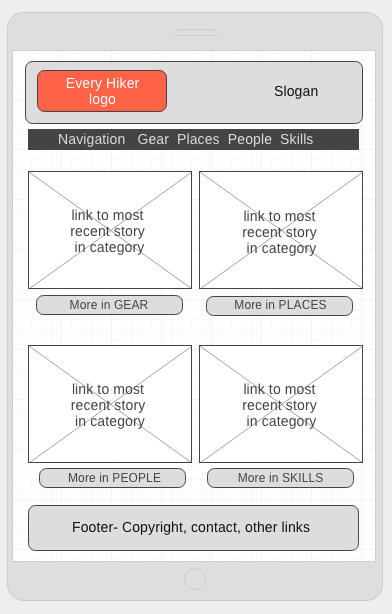 Every Hiker
logo
Slogan
Navigation Gear Places People Skills
link to most
recent story
in category
link to most
recent story
in category
More in GEAR
More in PLACES
link to most
recent story
in category
link to most
recent story
in category
More in PEOPLE
More in SKILLS
Footer- Copyright, contact, other links